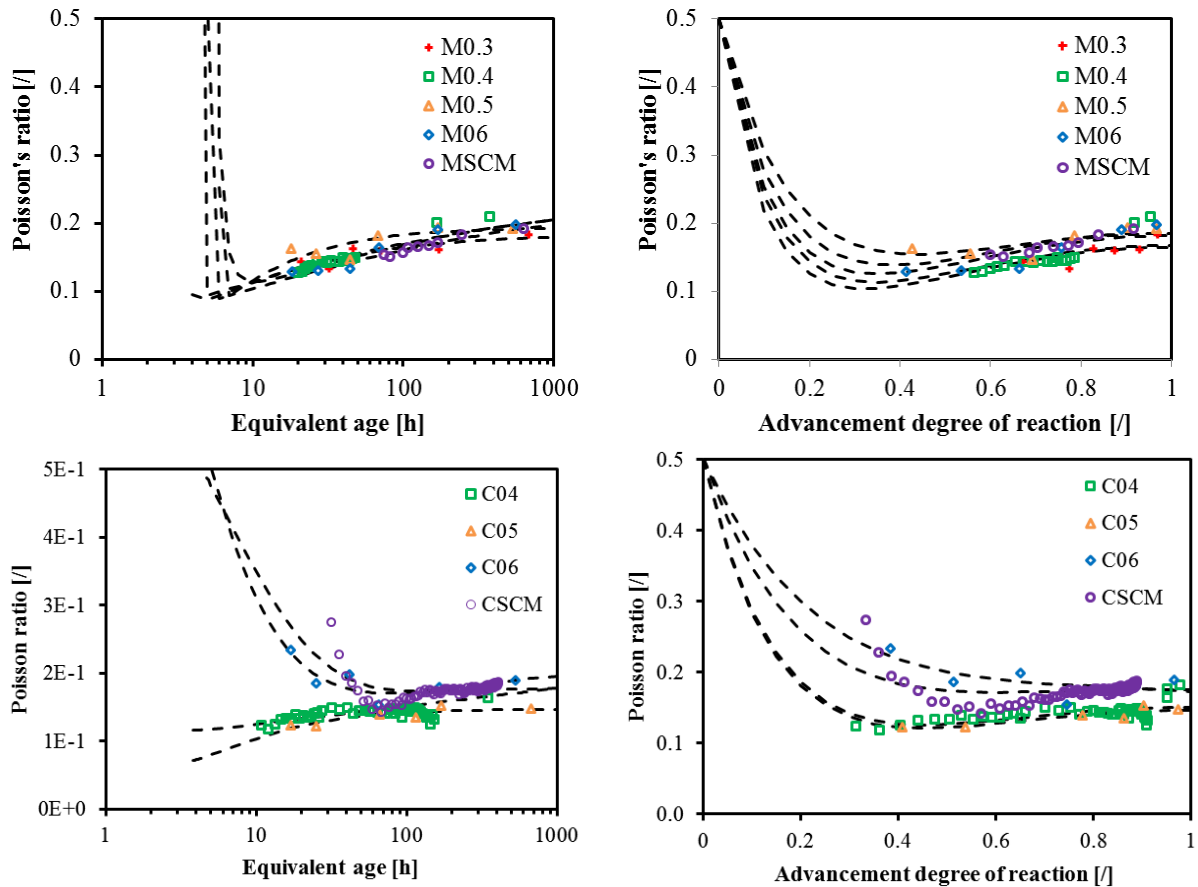 0.5
0.4
0.3
0.2
0.1
0
Poisson's ratio [/]
M0.3
M0.4
M0.5
M06
MSCM
1
10
100
1000
Equivalent age [h]
0.5
0.4
0.3
0.2
0.1
0
Poisson's ratio [/]
M0.3
M0.4
M0.5
M06
MSCM
0
0.2
0.4
0.6
0.8
1
Advancement degree of reaction [/]
5E-1
4E-1
3E-1
2E-1
1E-1
0E+0
Poisson ratio [/]
C04
C05
C06
CSCM
1
10
100
1000
Equivalent age [h]
0.5
0.4
0.3
0.2
0.1
0.0
Poisson ratio [/]
C04
C05
C06
CSCM
0
0.2
0.4
0.6
0.8
1
Advancement degree of reaction [/]